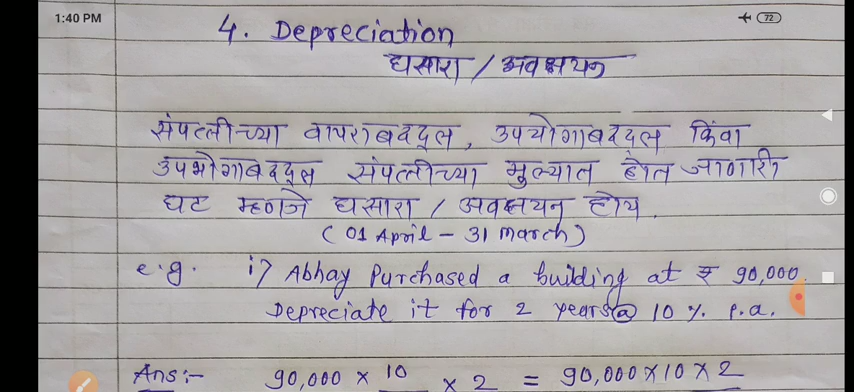 1:40 PM
72
4. Depreciation
घसारा / अवक्षयन
संपत्तीच्या वापराबद्दल, उपयोगाबद्दल किंवा
उपभोगाबद्दल संपत्तीच्या मुल्यात होत जाणारी
घट म्हणजे घसारा / अवक्षयन होय.
(01 April - 31 March)
e.g. i) Abhay Purchased a building at ₹ 90,000.
Depreciate it for 2 years @ 10 %. p.a.
Ans:- 90,000 × 10 × 2 = 90,000 × 10 × 2